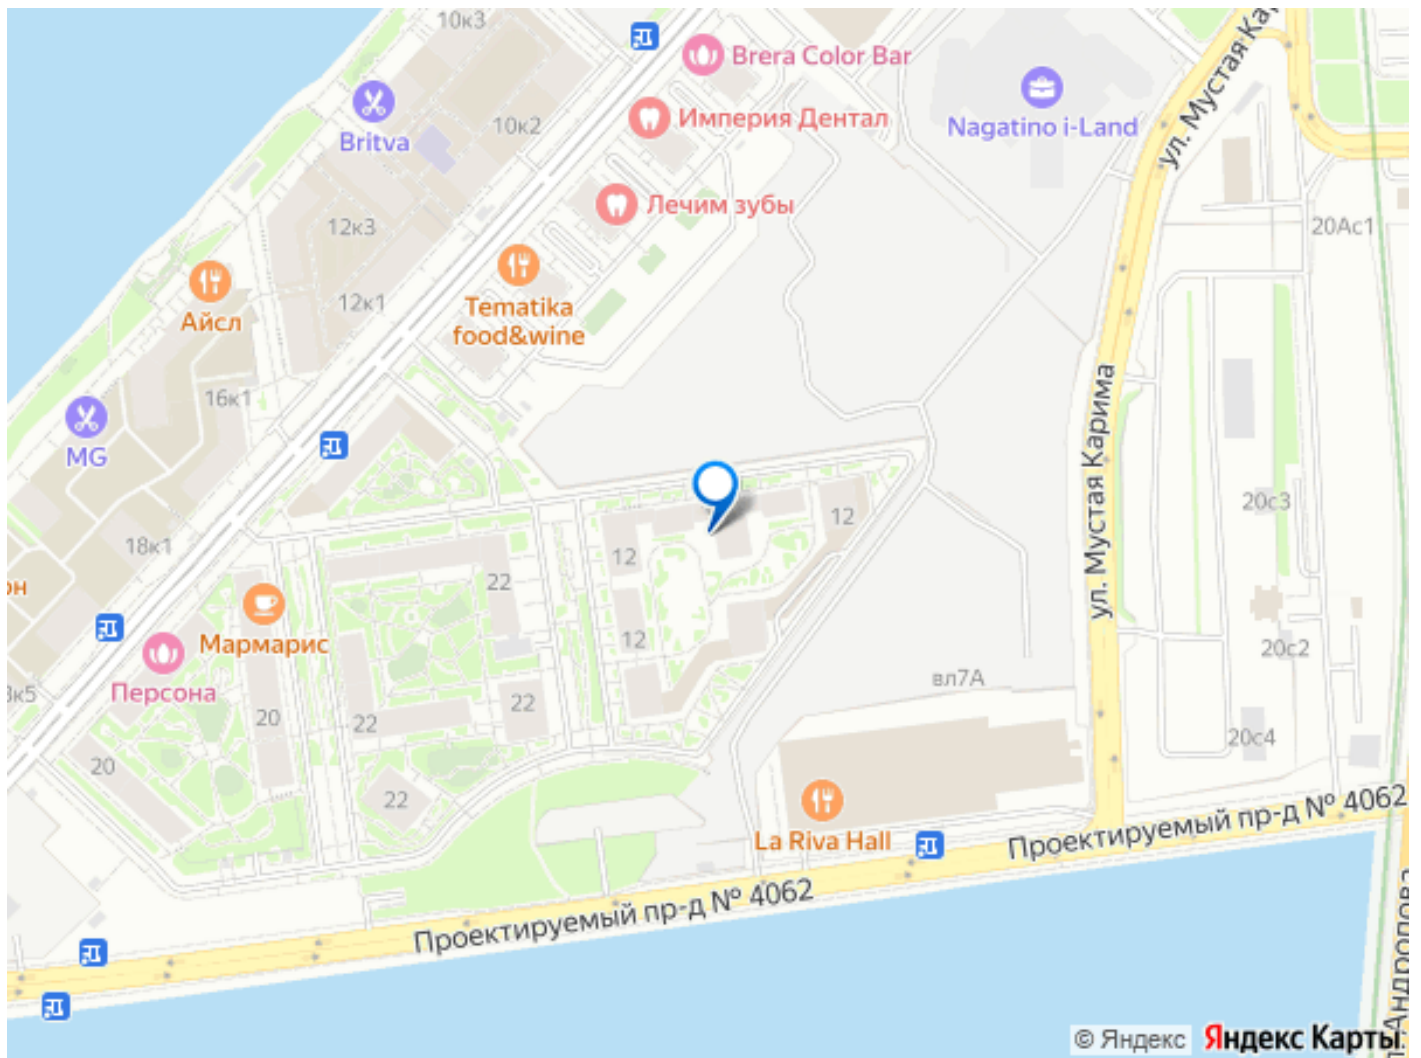 10к3
Brera Color Bar
10к2
Империя Дентал
Britva
Nagatino i-Land
ул. Мустая Ка
12к3
Лечим зубы
20Ас1
Айсл
12к1
Tematika
food&wine
16к1
MG
ул. Мустая Карима
18к1
12
12
22
20с3
он
Мармарис
12
20с2
Персона
3к5
20
22
22
вл7А
20
22
20с4
La Riva Hall
Проектируемый пр-д № 4062
Проектируемый пр-д № 4062
Андропова
© Яндекс
Яндекс Карты